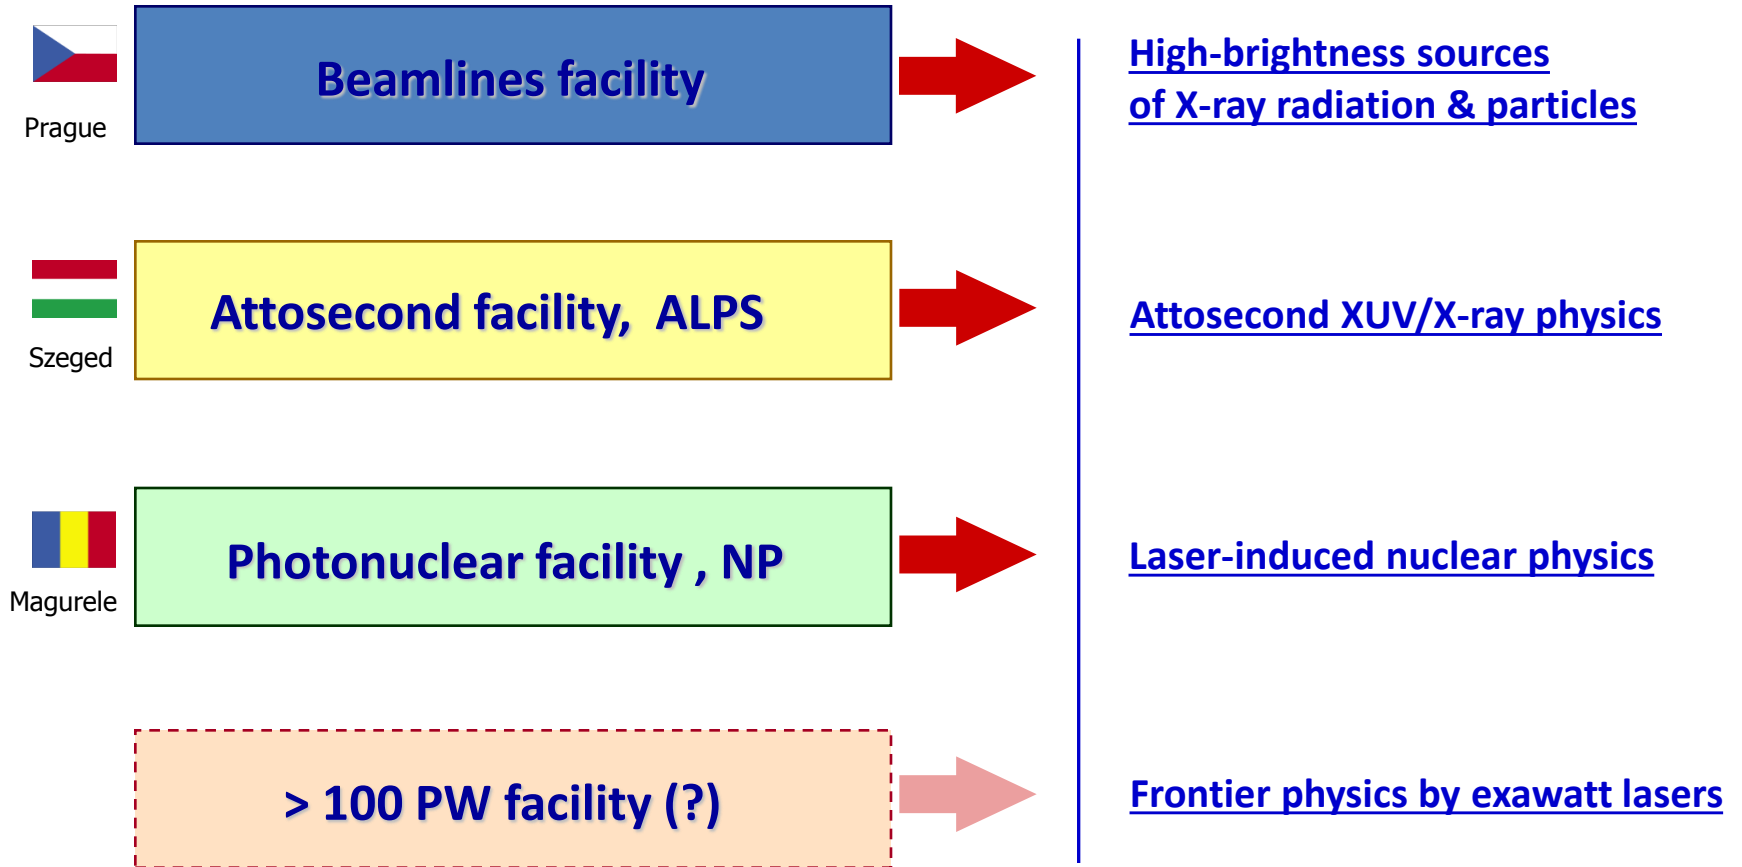 Beamlines facility
High-brightness sources
of X-ray radiation & particles
Prague
Attosecond facility,  ALPS
Attosecond XUV/X-ray physics
Szeged
Photonuclear facility , NP
Laser-induced nuclear physics
Magurele
> 100 PW facility (?)
Frontier physics by exawatt lasers